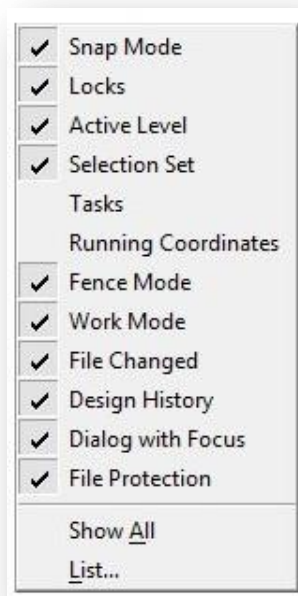 Snap Mode
Locks
Active Level
Selection Set
Tasks
Running Coordinates
Fence Mode
Work Mode
File Changed
Design History
Dialog with Focus
File Protection
Show All
List...